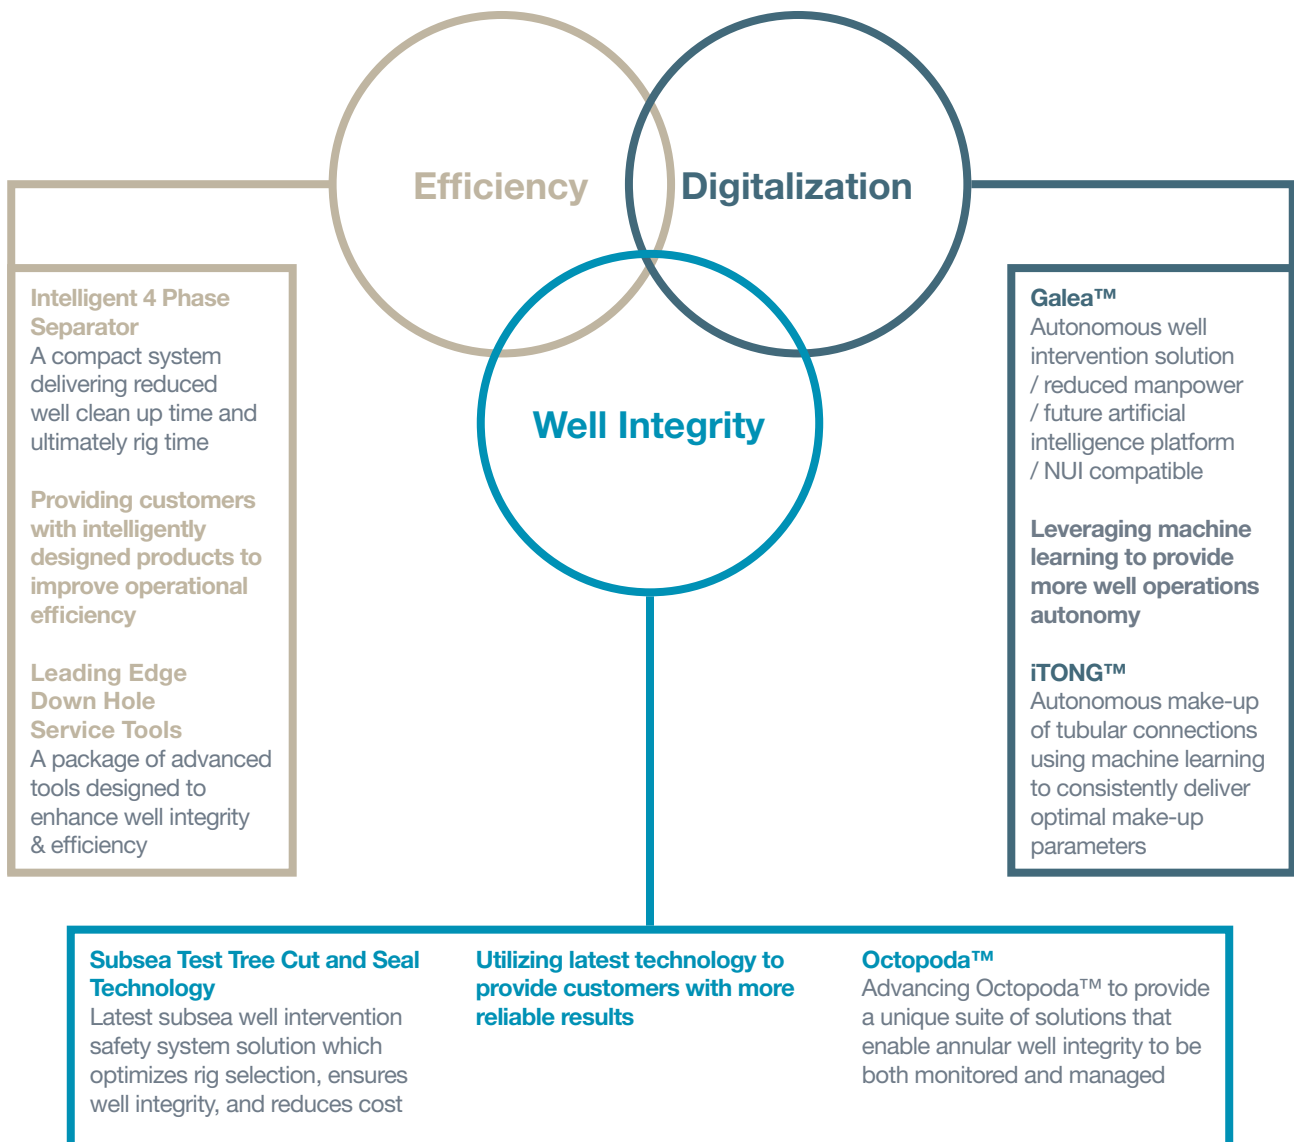 Efficiency
Digitalization
Well Integrity
Intelligent 4 Phase
Separator
A compact system
delivering reduced
well clean up time and
ultimately rig time
Providing customers
with intelligently
designed products to
improve operational
efficiency
Leading Edge
Down Hole
Service Tools
A package of advanced
tools designed to
enhance well integrity
& efficiency
Galea™
Autonomous well
intervention solution
/ reduced manpower
/ future artificial
intelligence platform
/ NUI compatible
Leveraging machine
learning to provide
more well operations
autonomy
iTONG™
Autonomous make-up
of tubular connections
using machine learning
to consistently deliver
optimal make-up
parameters
Subsea Test Tree Cut and Seal
Technology
Latest subsea well intervention
safety system solution which
optimizes rig selection, ensures
well integrity, and reduces cost
Utilizing latest technology to
provide customers with more
reliable results
Octopoda™
Advancing Octopoda™ to provide
a unique suite of solutions that
enable annular well integrity to be
both monitored and managed